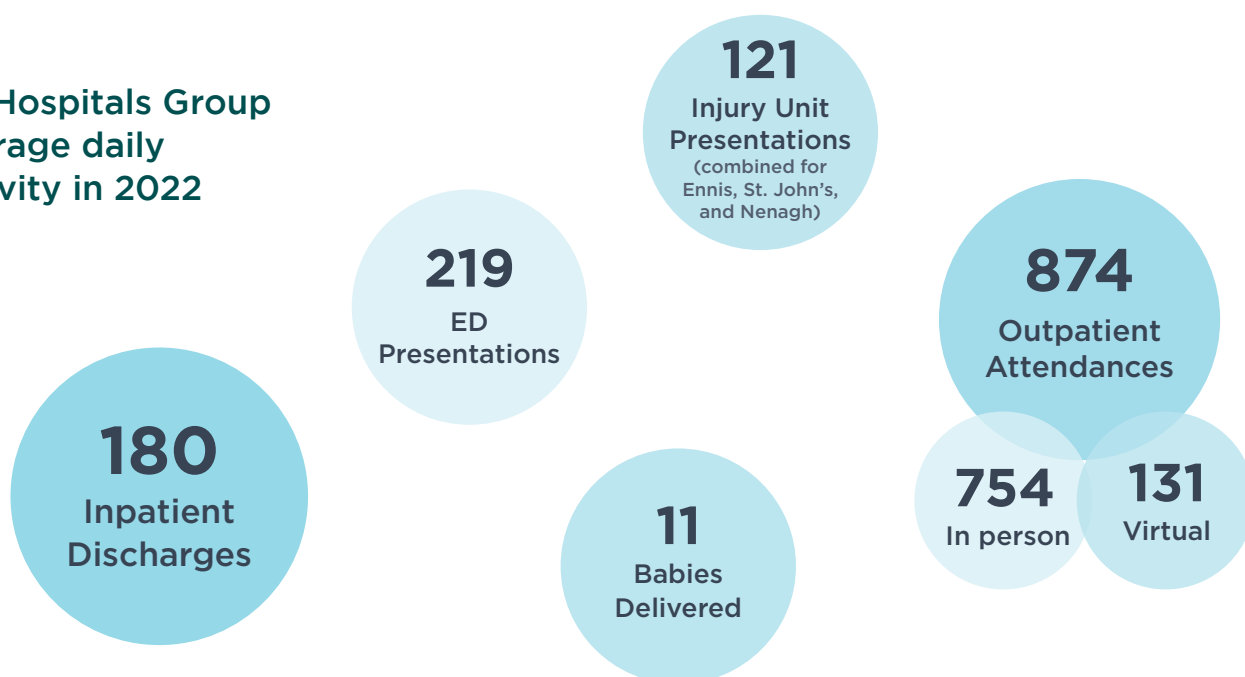 Hospitals Group
rage daily
vity in 2022
121
Injury Unit
Presentations
(combined for
Ennis, St. John's,
and Nenagh)
219
ED
Presentations
874
Outpatient
Attendances
180
Inpatient
Discharges
754
In person
131
Virtual
11
Babies
Delivered